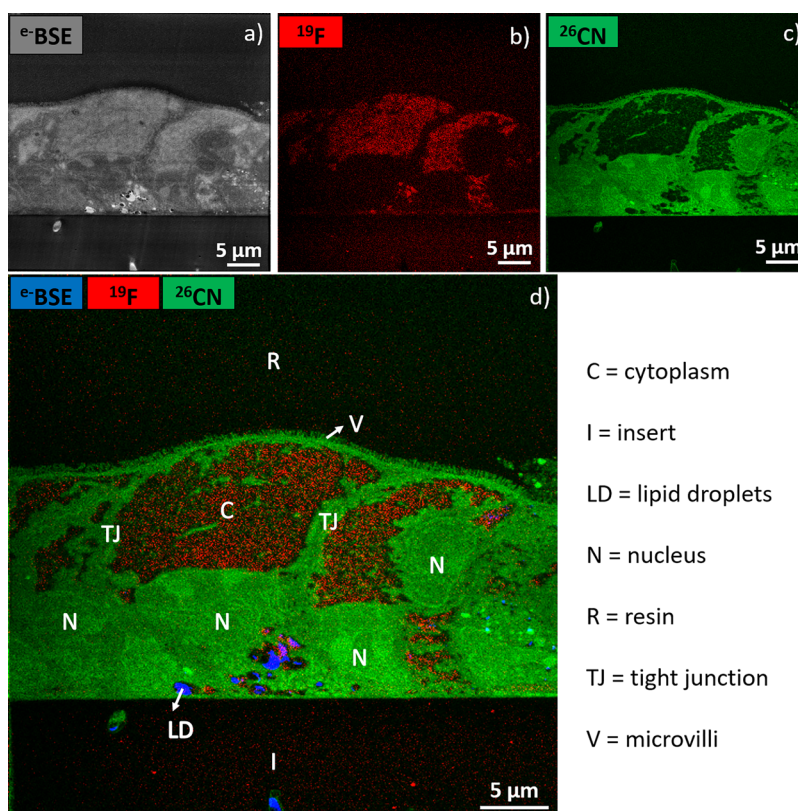 e-BSE
a)
5 µm
19F
b)
5 µm
26CN
c)
5 µm
e-BSE
19F
26CN
d)
R
V
C
TJ
TJ
N
N
N
N
LD
I
5 µm
C = cytoplasm
I = insert
LD = lipid droplets
N = nucleus
R = resin
TJ = tight junction
V = microvilli